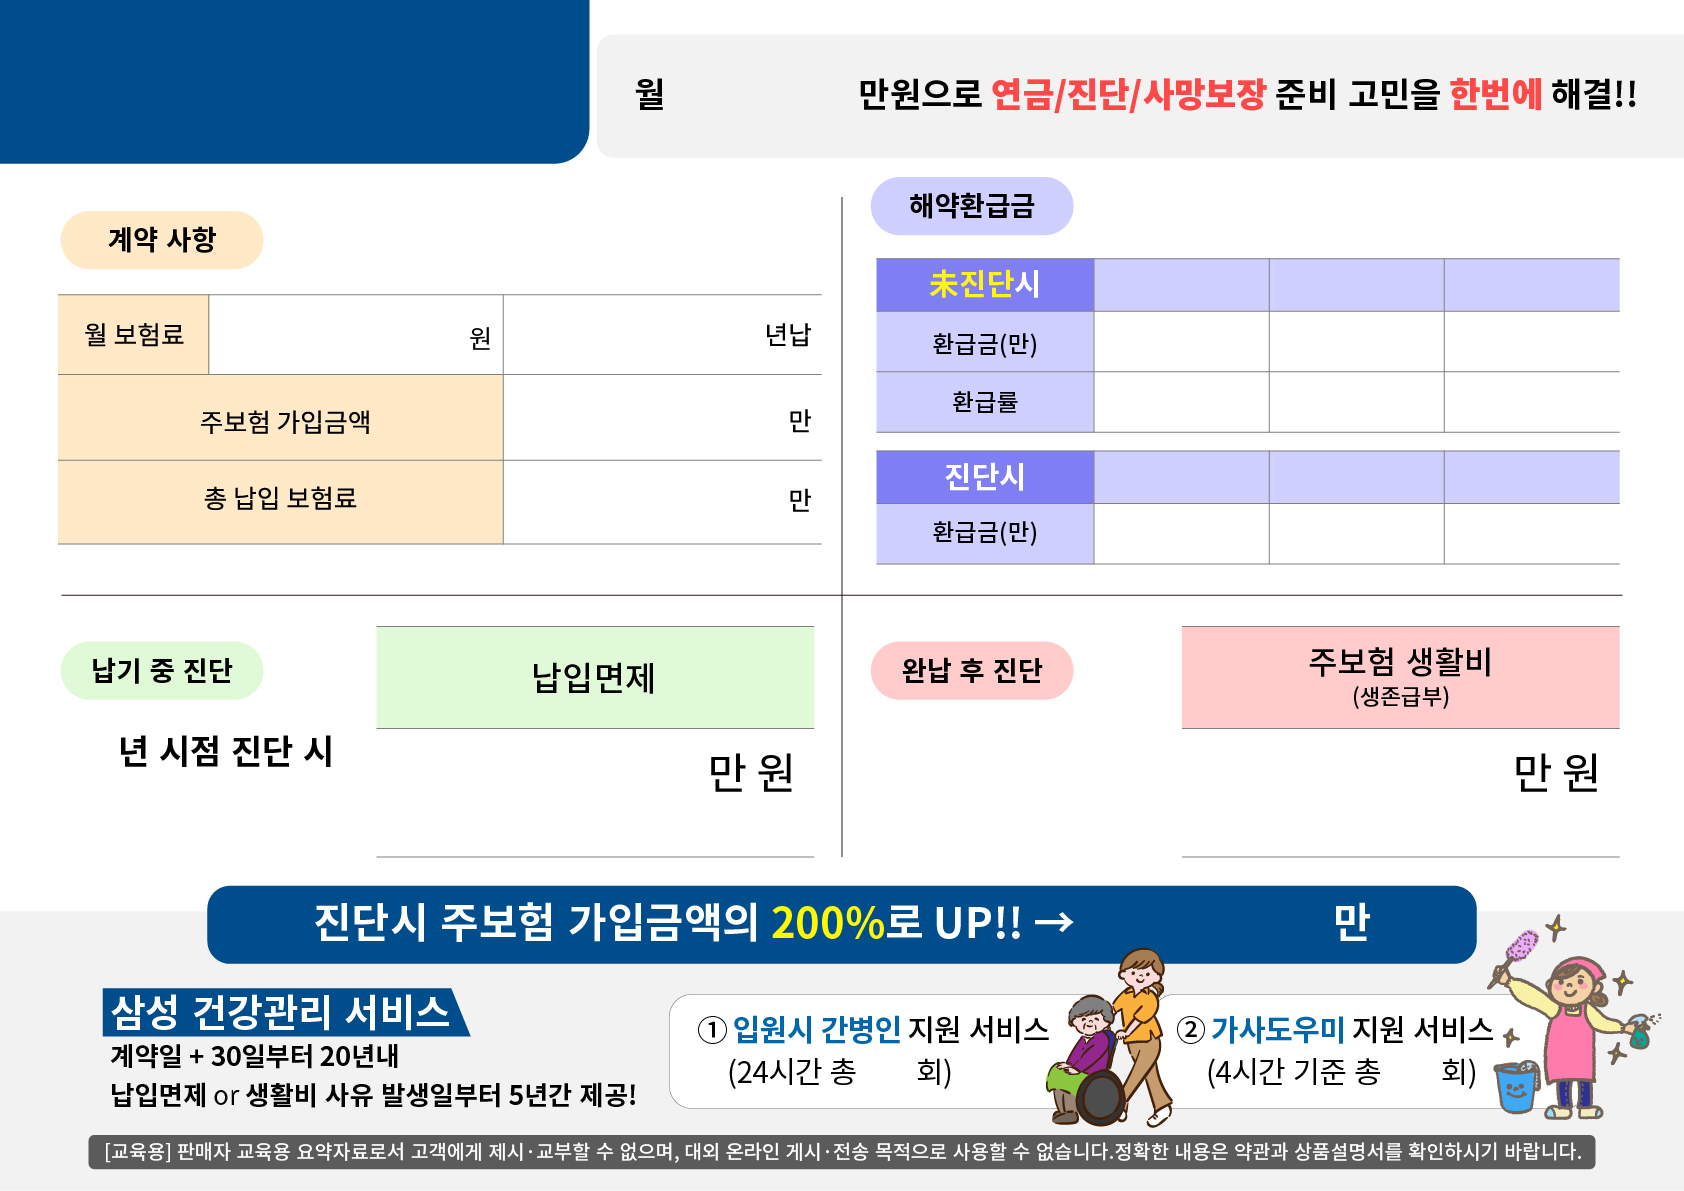 월 만원으로 연금/진단/사망보장 준비 고민을 한번에 해결!!
계약 사항
월 보험료 원 년납
주보험 가입금액 만
총 납입 보험료 만
해약환급금
未진단시
환급금(만)
환급률
진단시
환급금(만)
납기 중 진단
년 시점 진단 시
납입면제
만 원
완납 후 진단
주보험 생활비
(생존급부)
만 원
진단시 주보험 가입금액의 200%로 UP!! → 만
삼성 건강관리 서비스
계약일 + 30일부터 20년내
납입면제 or 생활비 사유 발생일부터 5년간 제공!
① 입원시 간병인 지원 서비스
(24시간 총 회)
② 가사도우미 지원 서비스
(4시간 기준 총 회)
[교육용] 판매자 교육용 요약자료로서 고객에게 제시·교부할 수 없으며, 대외 온라인 게시·전송 목적으로 사용할 수 없습니다.정확한 내용은 약관과 상품설명서를 확인하시기 바랍니다.